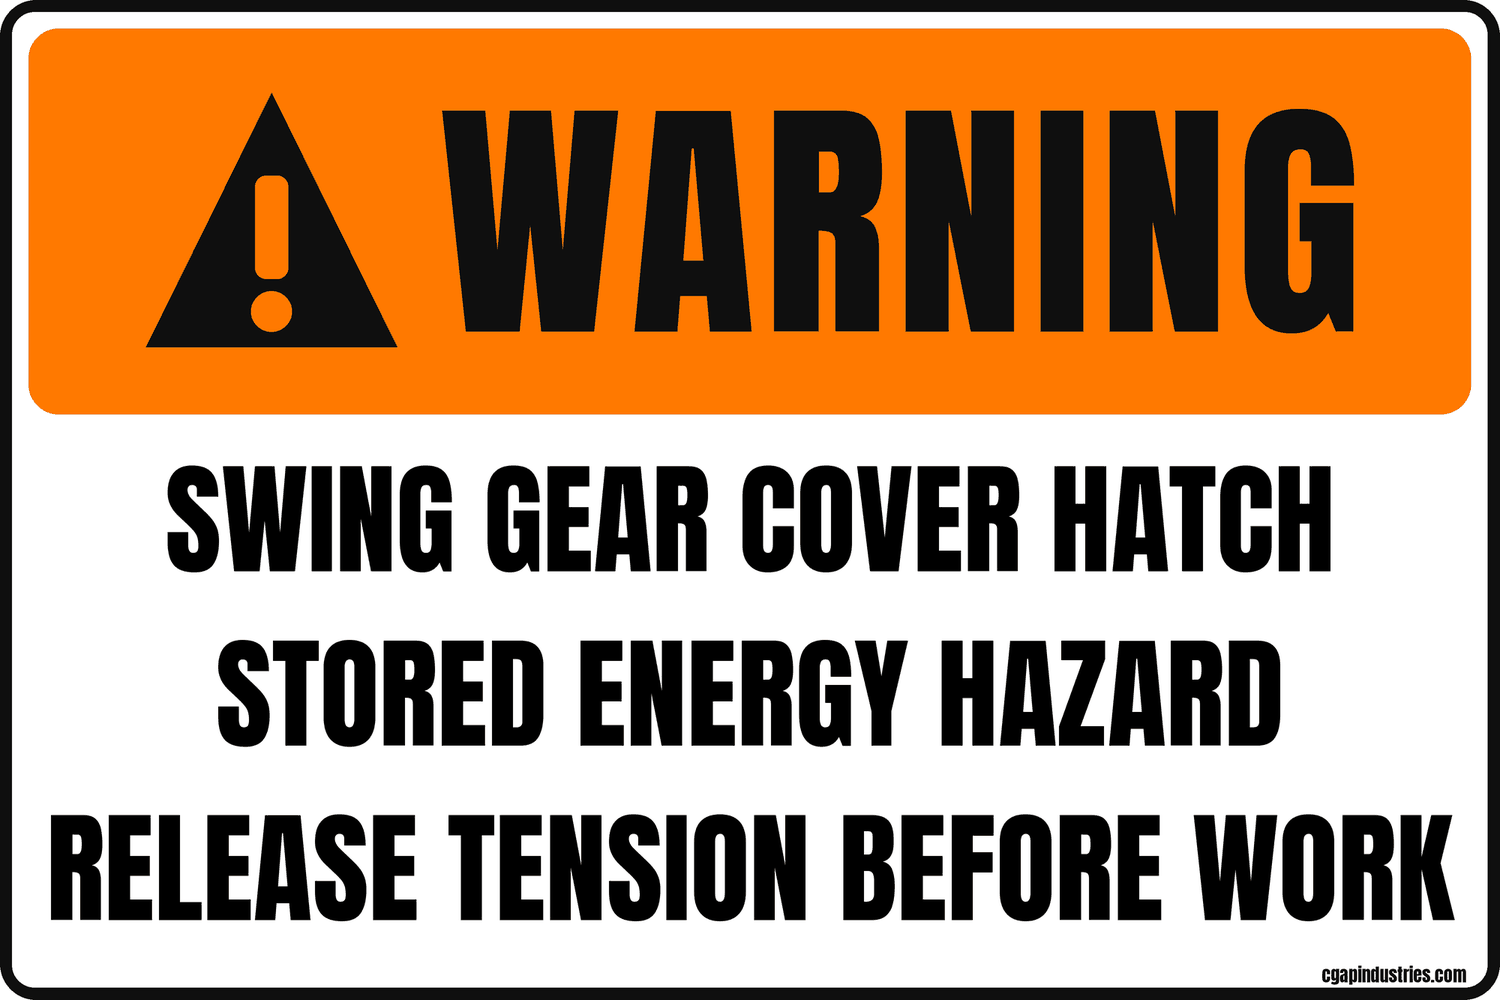 WARNING
SWING GEAR COVER HATCH
STORED ENERGY HAZARD
RELEASE TENSION BEFORE WORK
cgapindustries.com